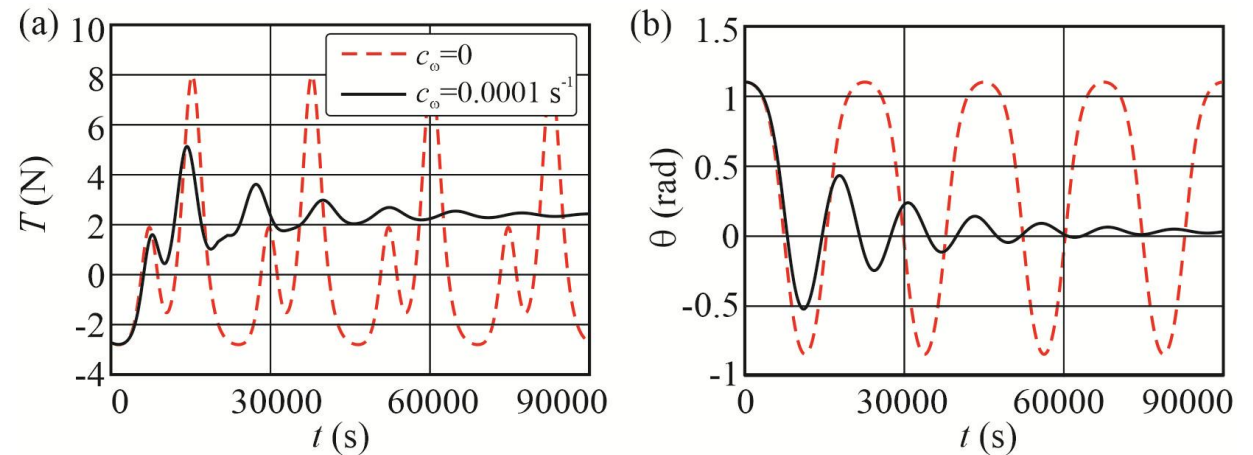 (a)
10
8
6
4
2
0
-2
-4
T (N)
c_ω=0
c_ω=0.0001 s⁻¹
0 30000 60000 90000
t (s)
(b)
1.5
1
0.5
0
-0.5
-1
θ (rad)
0 30000 60000 90000
t (s)